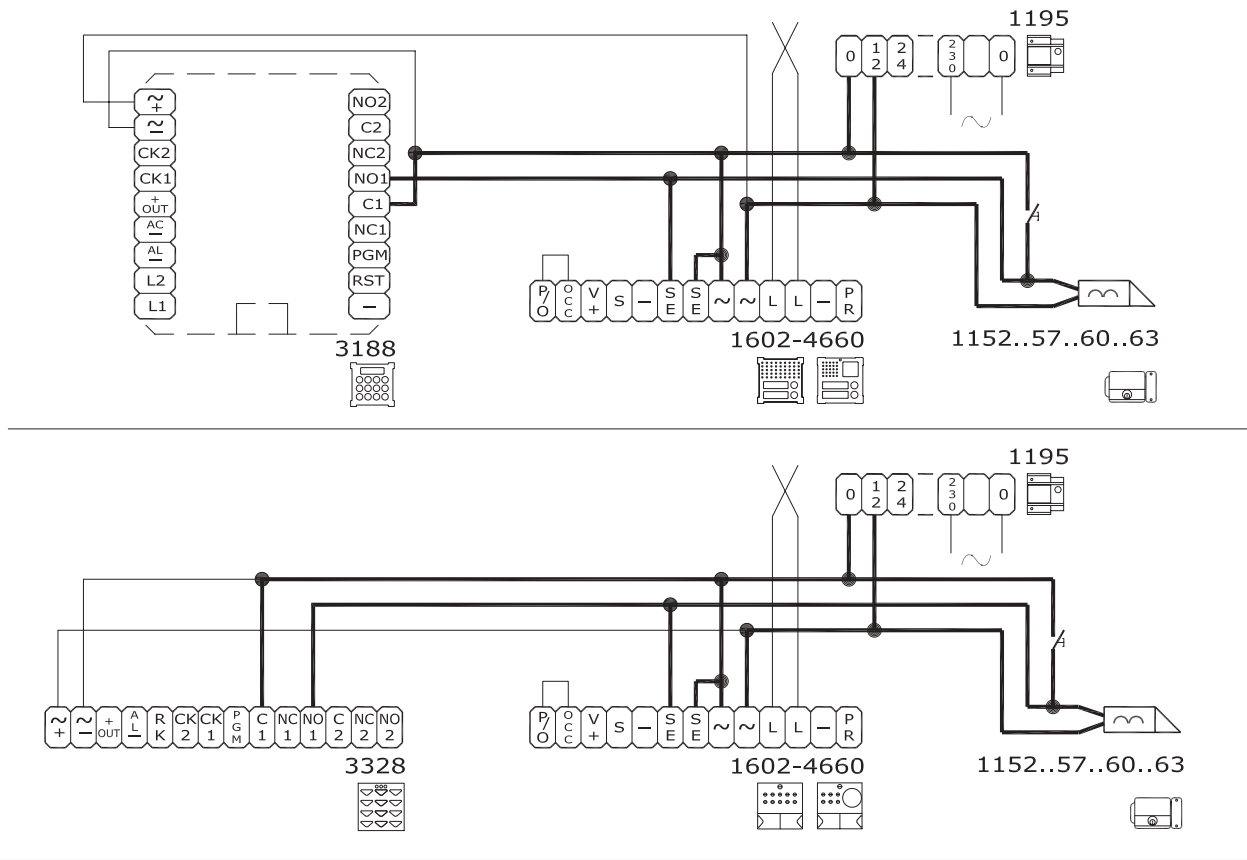 1195
0 12 24 230 0
~+ NO2
~– C2
CK2 NC2
CK1 NO1
+OUT C1
AC– NC1
AL– PGM
L2 RST
L1 –
P/O OCC V+ S – SE SE ~ ~ L L – PR
3188
1602-4660
1152..57..60..63
1195
0 12 24 230 0
~+ ~– +OUT AL– RK CK2 CK1 PGM C1 NC1 NO1 C2 NC2 NO2
P/O OCC V+ S – SE SE ~ ~ L L – PR
3328
1602-4660
1152..57..60..63